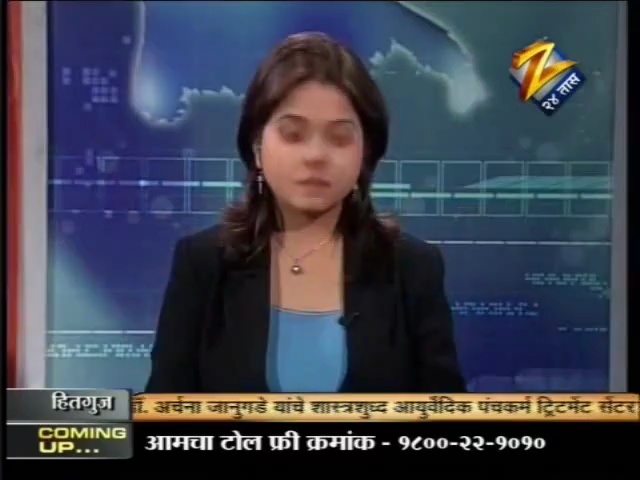 २४ तास
हितगुज
डॉ. अर्चना जानुगडे यांचे शास्त्रशुध्द आयुर्वेदिक पंचकर्म ट्रिटमेंट सेंटर
COMING
UP...
आमचा टोल फ्री क्रमांक - १८००-२२-१०१०